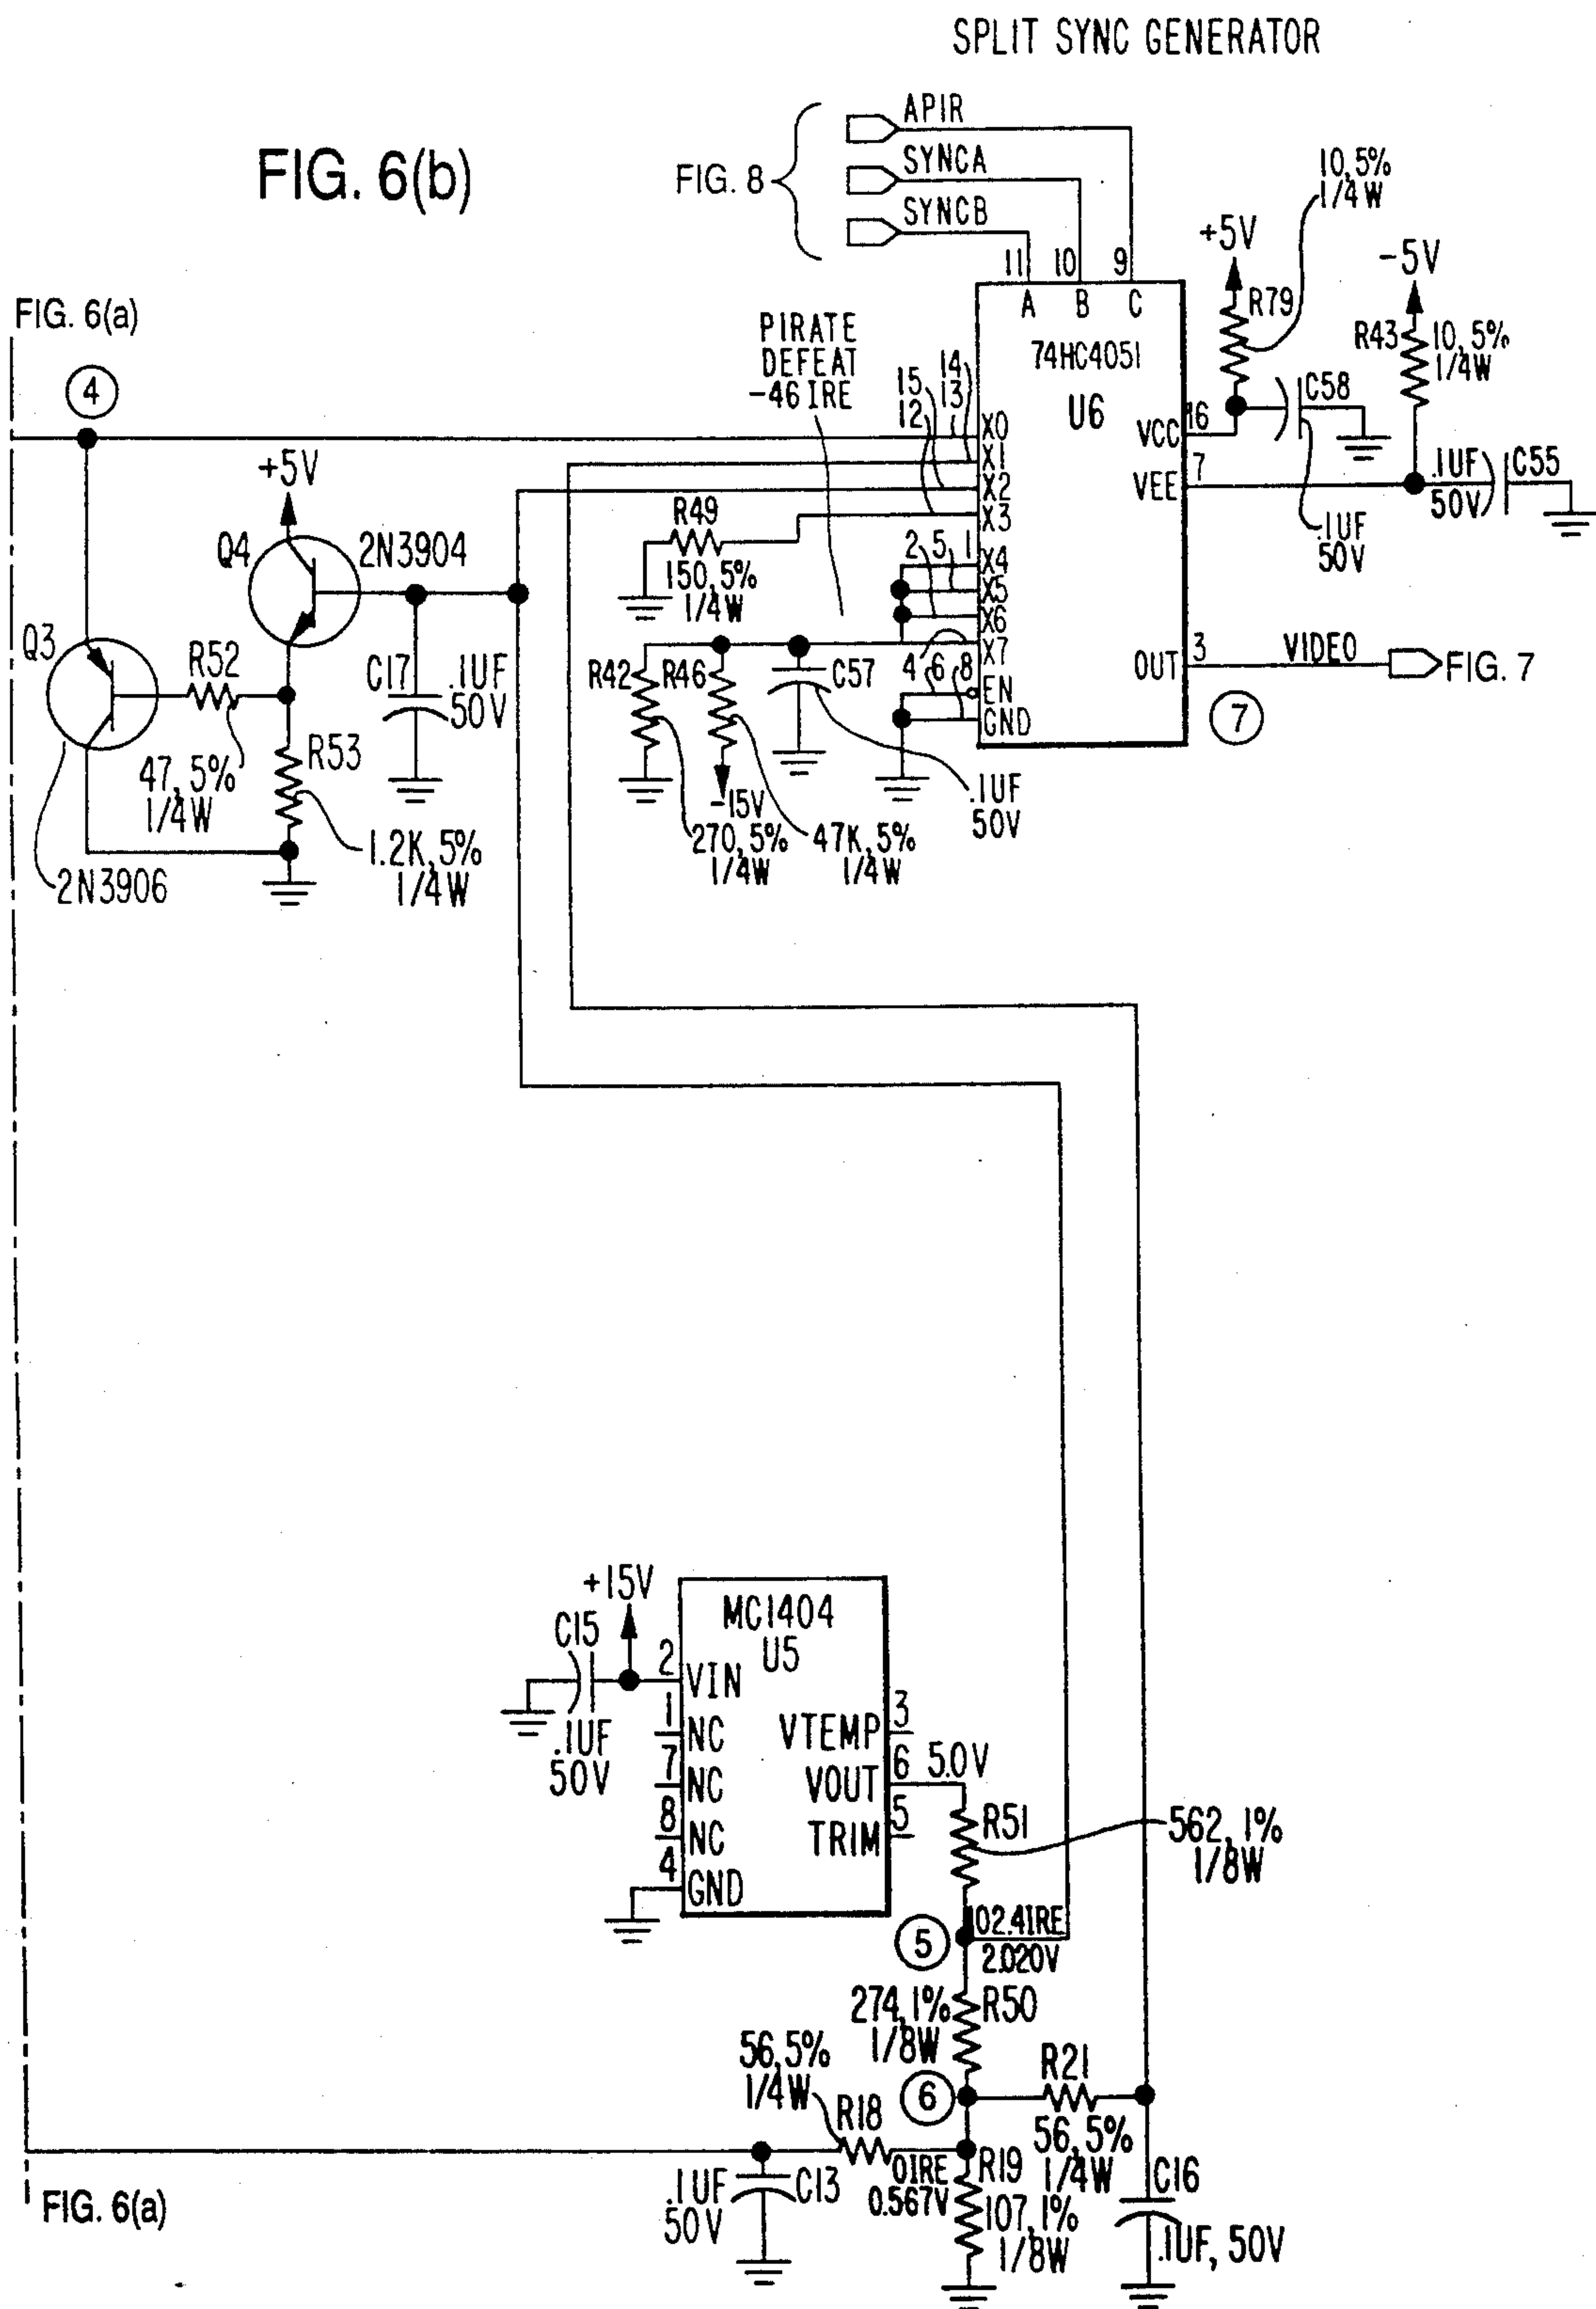 SPLIT SYNC GENERATOR
FIG. 6(b)
FIG. 8
APIR
SYNCA
SYNCB
11
10
9
A
B
C
74HC4051
U6
10,5%
1/4W
+5V
R79
-5V
R43
10,5%
1/4W
C58
.1UF
50V
.1UF
50V
C55
FIG. 6(a)
4
PIRATE
DEFEAT
-46 IRE
15
12
14
13
X0
X1
X2
X3
X4
X5
X6
X7
EN
GND
VCC
16
VEE
7
OUT
3
VIDEO
FIG. 7
7
+5V
Q4
2N3904
R49
150,5%
1/4W
2
5
1
4
6
8
Q3
R52
47,5%
1/4W
R53
1.2K,5%
1/4W
2N3906
C17
.1UF
50V
R42
R46
C57
-15V
270,5%
1/4W
47K,5%
1/4W
.1UF
50V
+15V
C15
.1UF
50V
MC1404
U5
2
VIN
1
NC
7
NC
8
NC
4
GND
VTEMP
3
VOUT
6
5.0V
TRIM
5
R51
562,1%
1/8W
5
102.4IRE
2.020V
274,1%
1/8W
R50
56,5%
1/4W
R18
6
R21
56,5%
1/4W
0IRE
0.567V
R19
107,1%
1/8W
C16
.1UF, 50V
.1UF
50V
C13
FIG. 6(a)